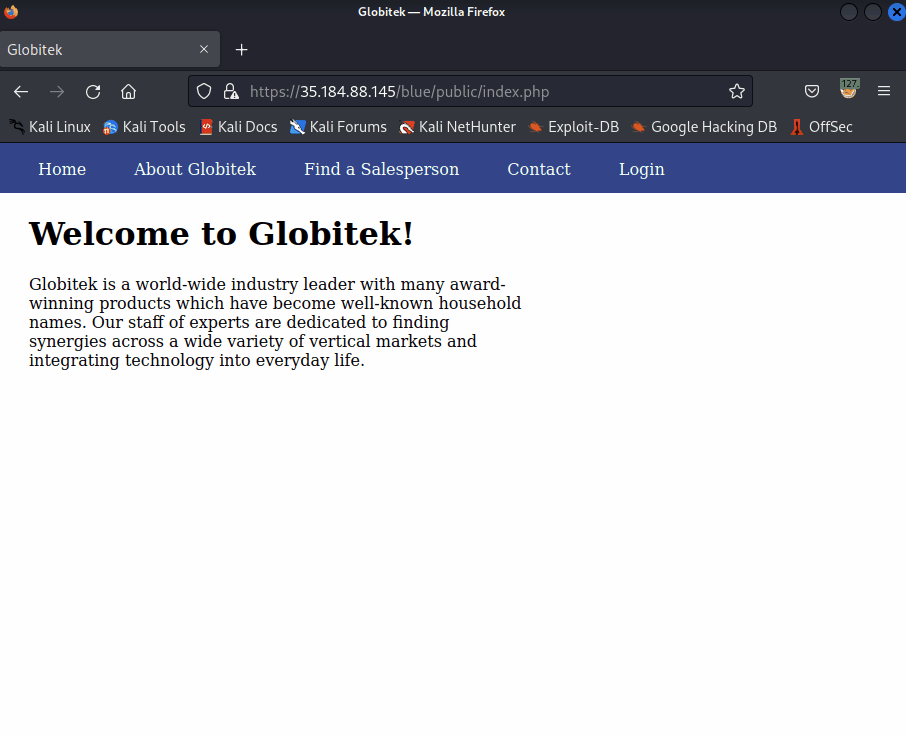 Globitek — Mozilla Firefox
Globitek
https://35.184.88.145/blue/public/index.php
127
Kali Linux Kali Tools Kali Docs Kali Forums Kali NetHunter Exploit-DB Google Hacking DB OffSec
Home About Globitek Find a Salesperson Contact Login
Welcome to Globitek!
Globitek is a world-wide industry leader with many award-
winning products which have become well-known household
names. Our staff of experts are dedicated to finding
synergies across a wide variety of vertical markets and
integrating technology into everyday life.